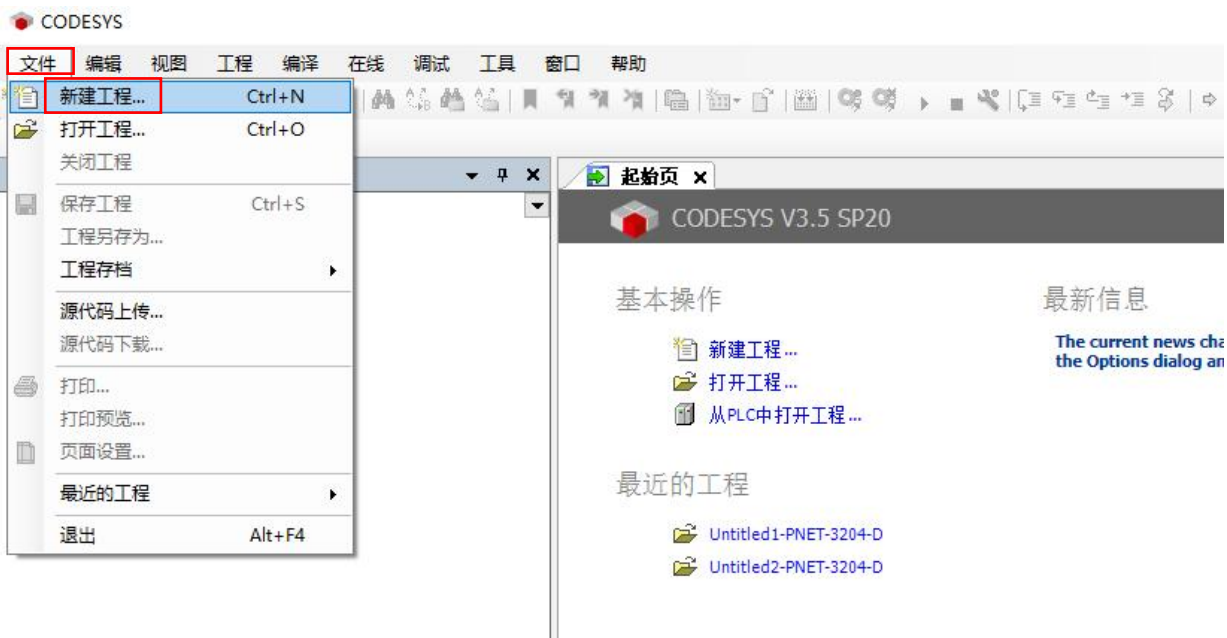 CODESYS
文件 编辑 视图 工程 编译 在线 调试 工具 窗口 帮助
新建工程... Ctrl+N
打开工程... Ctrl+O
关闭工程
保存工程 Ctrl+S
工程另存为...
工程存档
源代码上传...
源代码下载...
打印...
打印预览...
页面设置...
最近的工程
退出 Alt+F4
起始页
CODESYS V3.5 SP20
基本操作
新建工程...
打开工程...
从PLC中打开工程...
最近的工程
Untitled1-PNET-3204-D
Untitled2-PNET-3204-D
最新信息
The current news cha
the Options dialog an